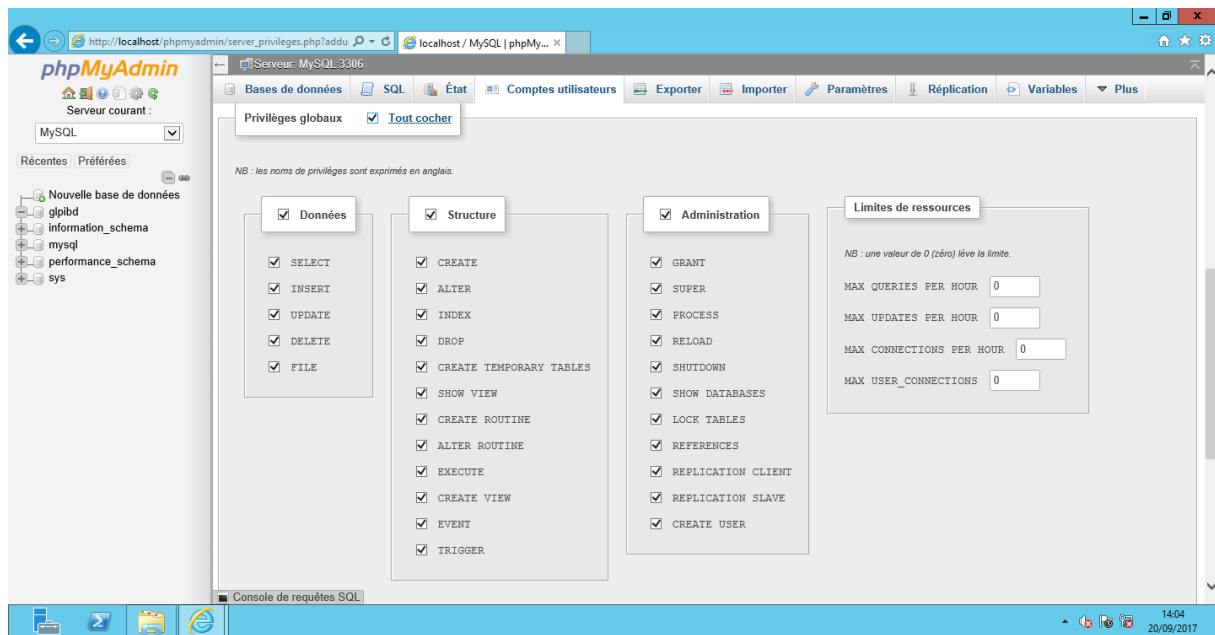 http://localhost/phpmyadmin/server_privileges.php?addu
localhost / MySQL | phpMy...
phpMyAdmin
Serveur courant :
MySQL
Récentes Préférées
Nouvelle base de données
glpibd
information_schema
mysql
performance_schema
sys
Serveur: MySQL:3306
Bases de données SQL État Comptes utilisateurs Exporter Importer Paramètres Réplication Variables Plus
Privilèges globaux Tout cocher
NB : les noms de privilèges sont exprimés en anglais.
Données
SELECT
INSERT
UPDATE
DELETE
FILE
Structure
CREATE
ALTER
INDEX
DROP
CREATE TEMPORARY TABLES
SHOW VIEW
CREATE ROUTINE
ALTER ROUTINE
EXECUTE
CREATE VIEW
EVENT
TRIGGER
Administration
GRANT
SUPER
PROCESS
RELOAD
SHUTDOWN
SHOW DATABASES
LOCK TABLES
REFERENCES
REPLICATION CLIENT
REPLICATION SLAVE
CREATE USER
Limites de ressources
NB : une valeur de 0 (zéro) lève la limite.
MAX QUERIES PER HOUR 0
MAX UPDATES PER HOUR 0
MAX CONNECTIONS PER HOUR 0
MAX USER_CONNECTIONS 0
Console de requêtes SQL
14:04
20/09/2017